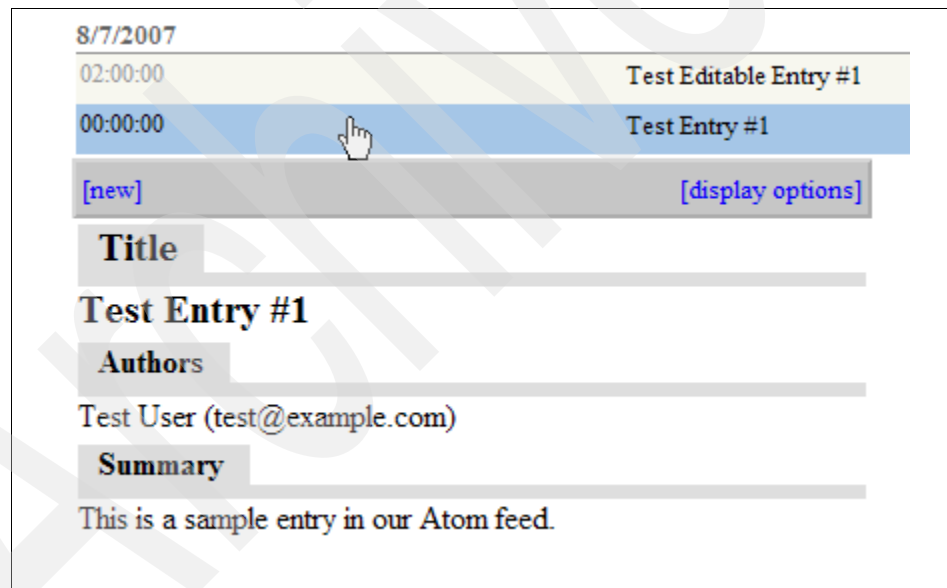 8/7/2007
02:00:00 Test Editable Entry #1
00:00:00 Test Entry #1
[new] [display options]
Title
Test Entry #1
Authors
Test User (test@example.com)
Summary
This is a sample entry in our Atom feed.